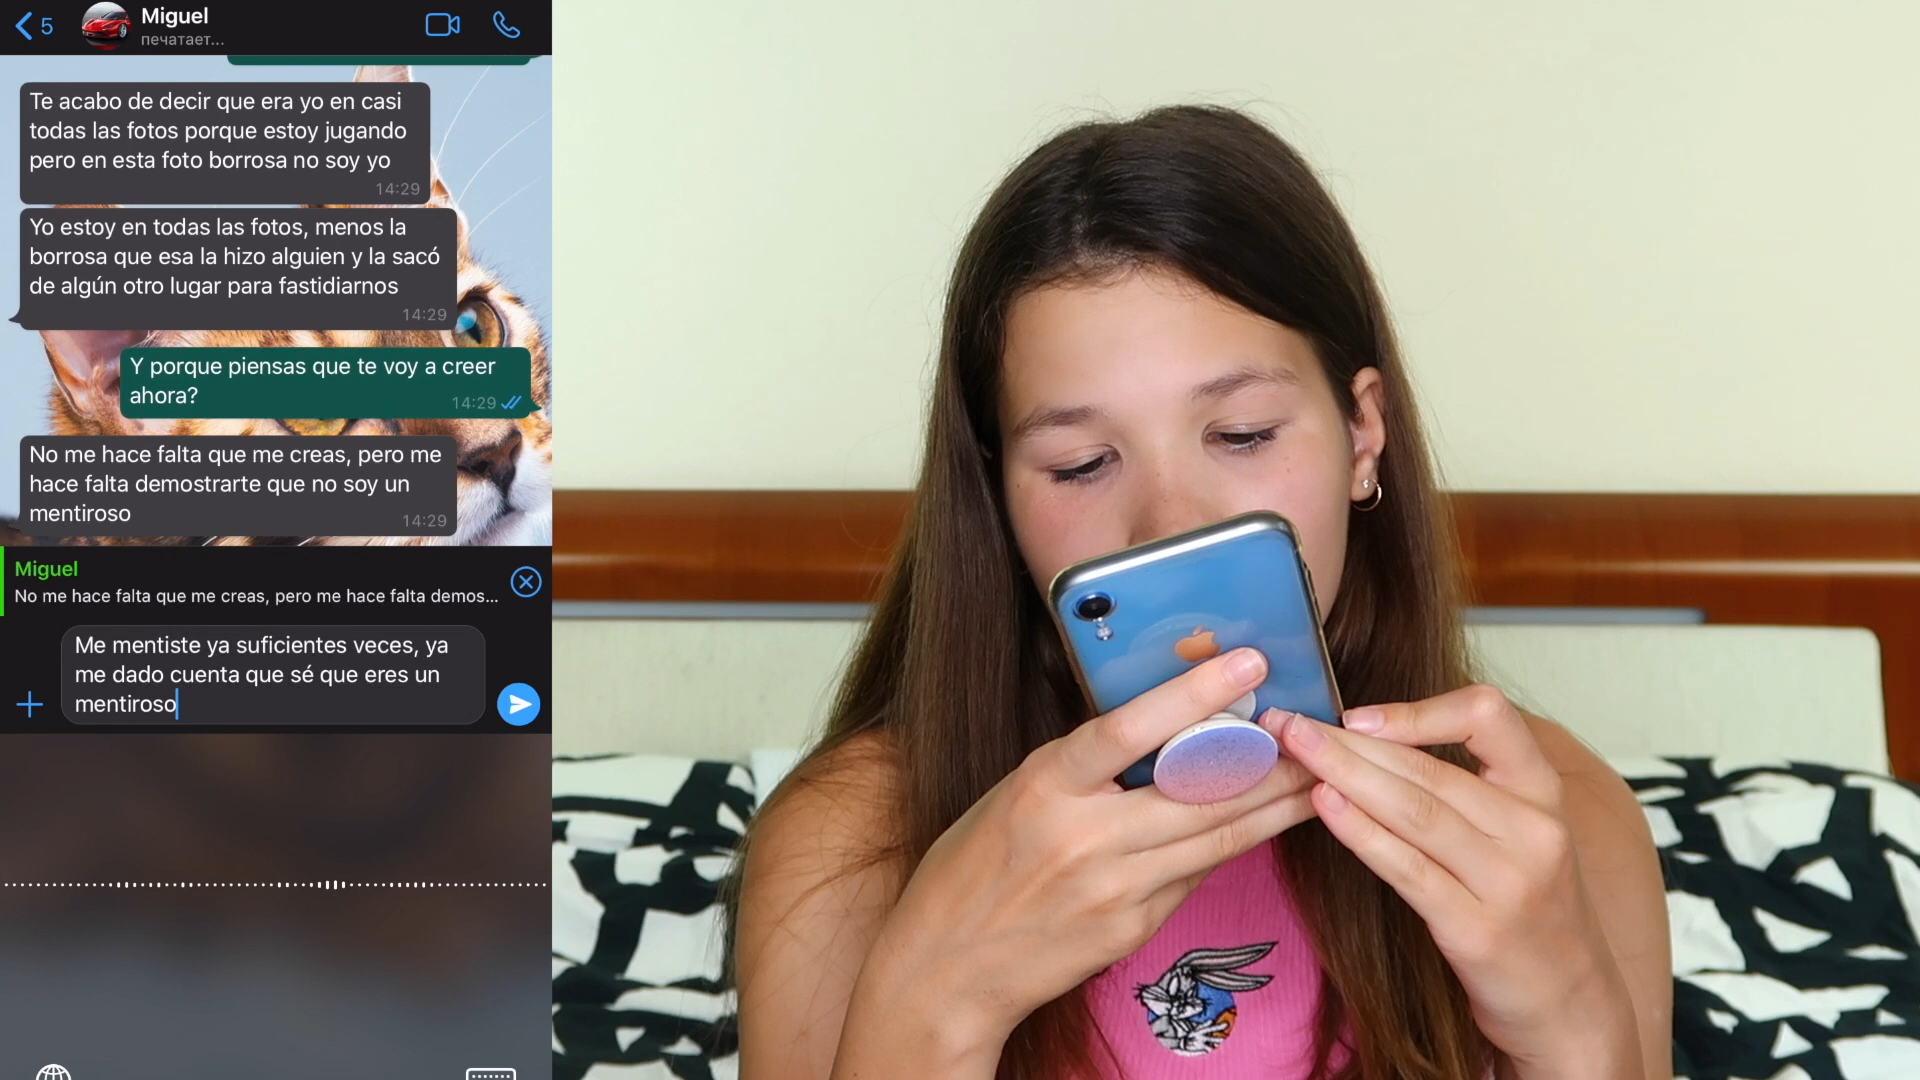 5
Miguel
печатает...
Te acabo de decir que era yo en casi
todas las fotos porque estoy jugando
pero en esta foto borrosa no soy yo
14:29
Yo estoy en todas las fotos, menos la
borrosa que esa la hizo alguien y la sacó
de algún otro lugar para fastidiarnos
14:29
Y porque piensas que te voy a creer
ahora?
14:29
No me hace falta que me creas, pero me
hace falta demostrarte que no soy un
mentiroso
14:29
Miguel
No me hace falta que me creas, pero me hace falta demos...
Me mentiste ya suficientes veces, ya
me dado cuenta que sé que eres un
mentiroso